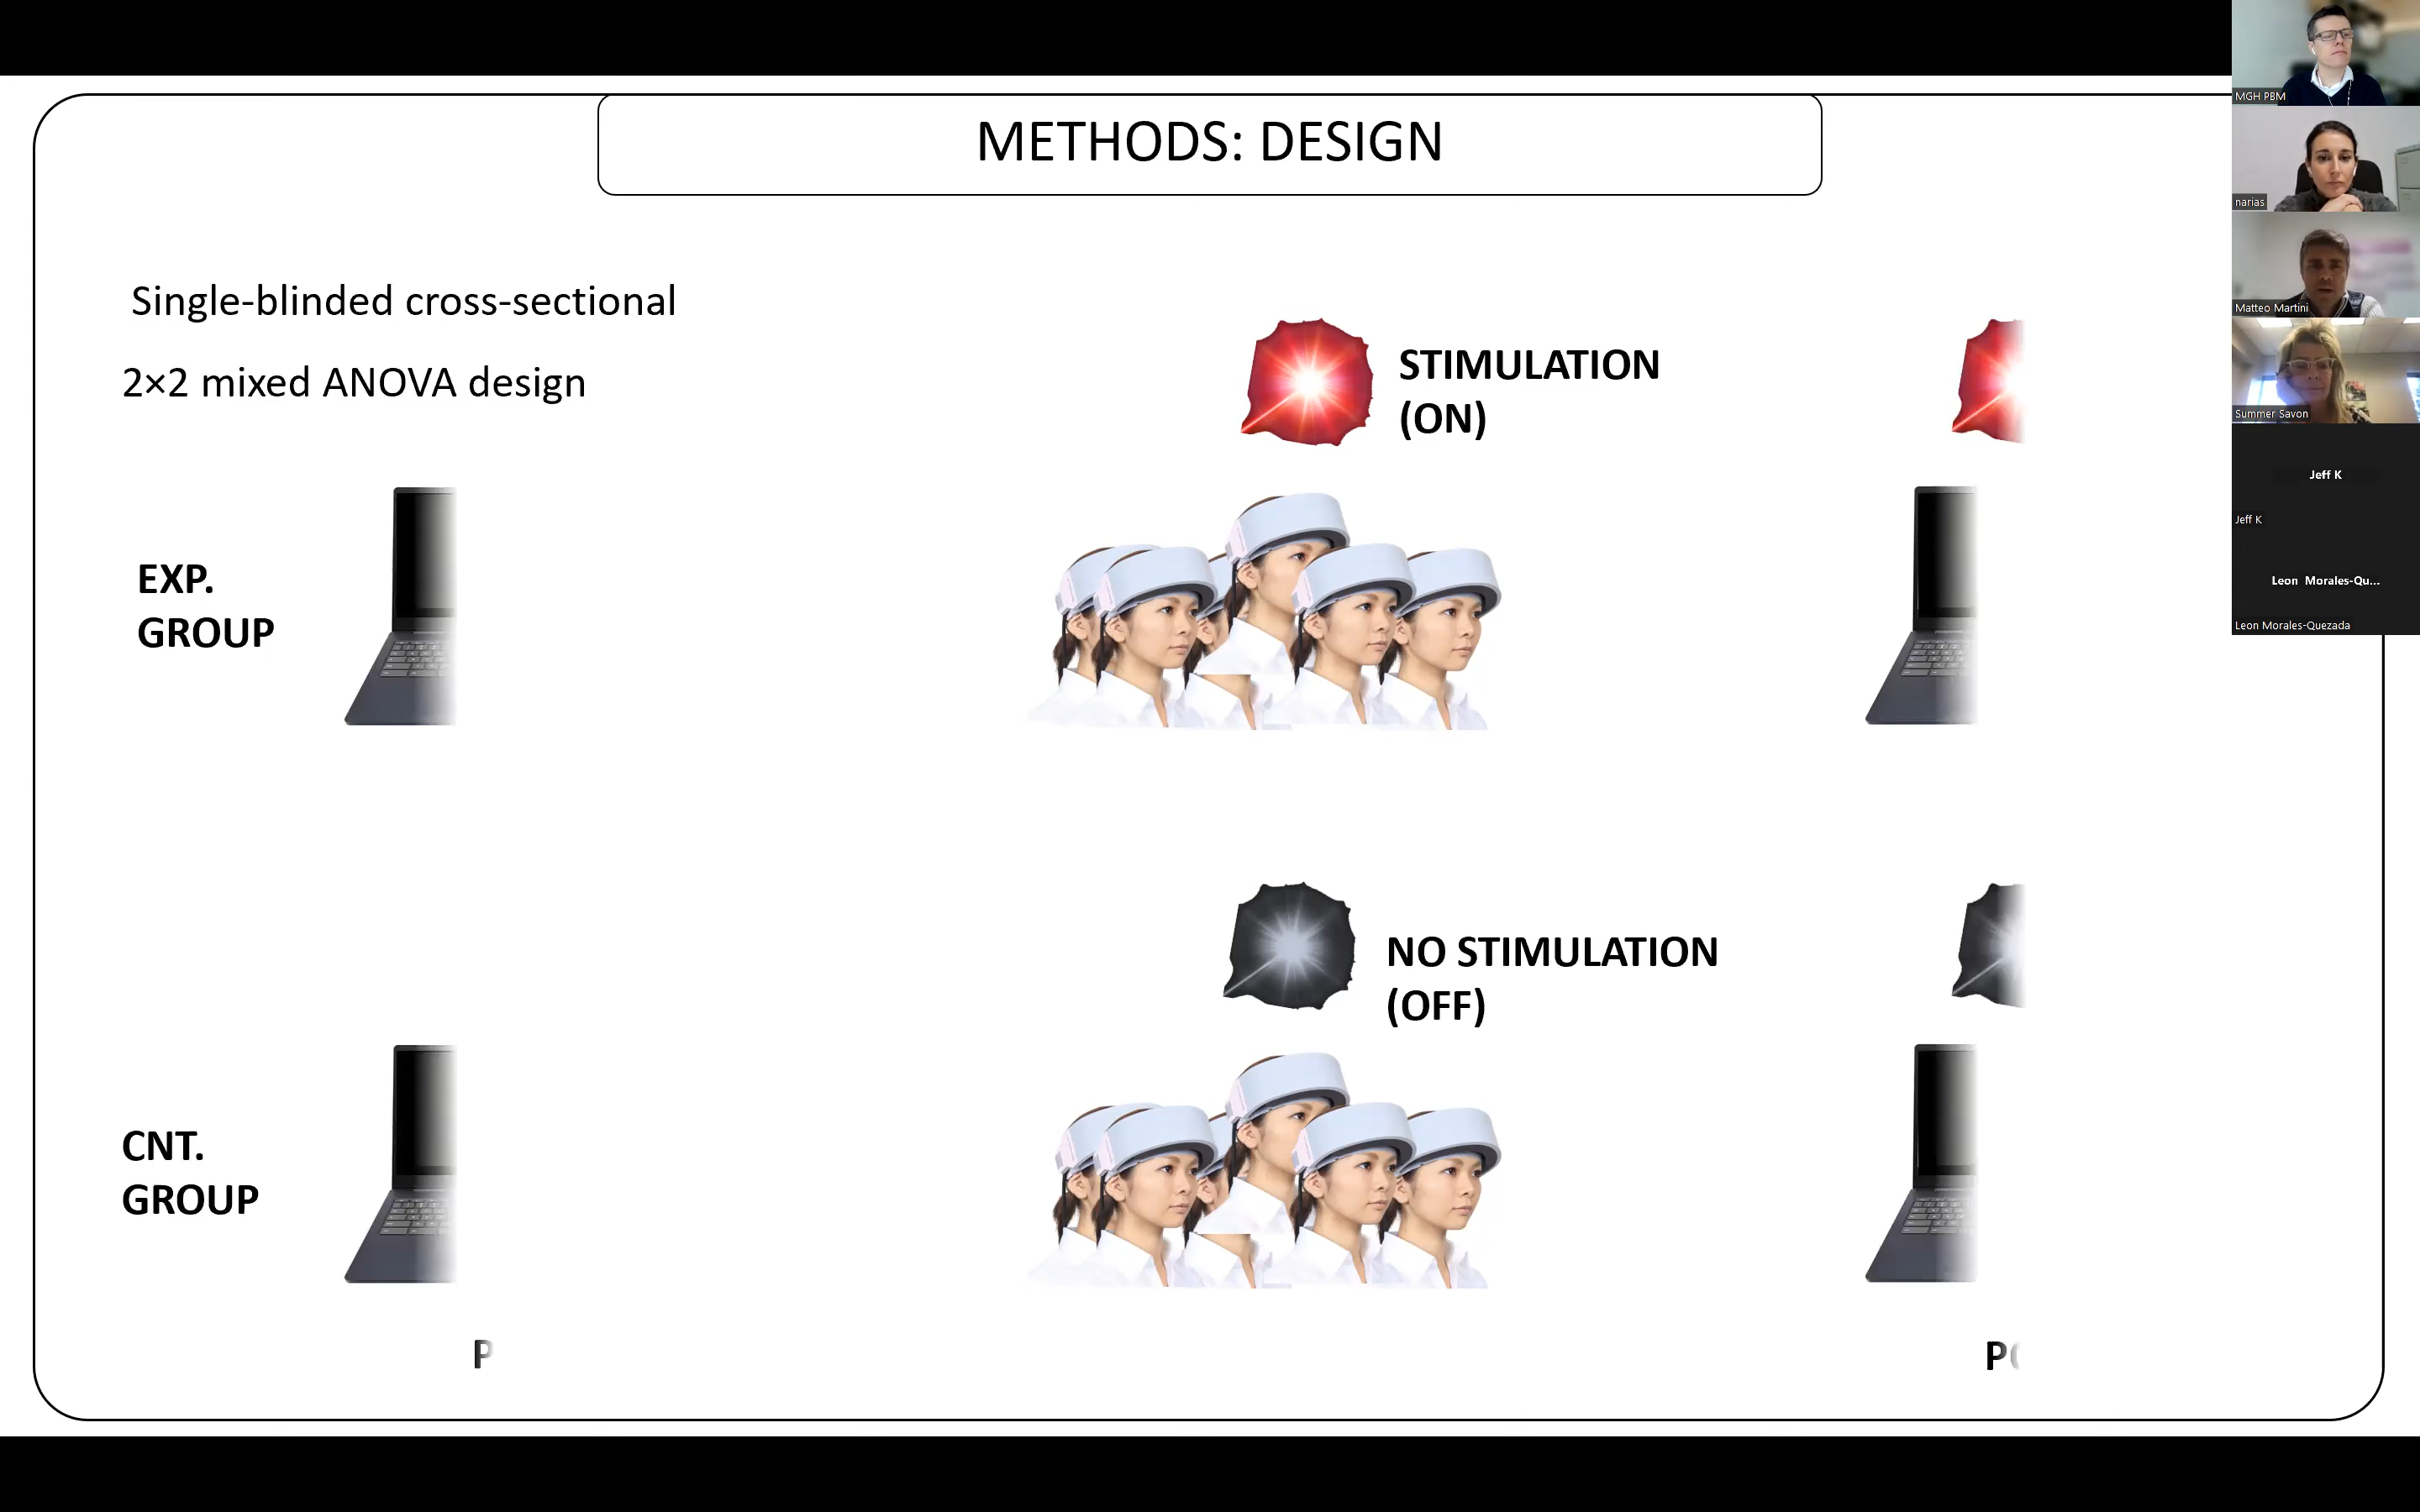 METHODS: DESIGN
Single-blinded cross-sectional
2×2 mixed ANOVA design
STIMULATION
(ON)
EXP.
GROUP
NO STIMULATION
(OFF)
CNT.
GROUP
P
MGH PBM
narias
Matteo Martini
Summer Savon
Jeff K
Jeff K
Leon Morales-Qu...
Leon Morales-Quezada